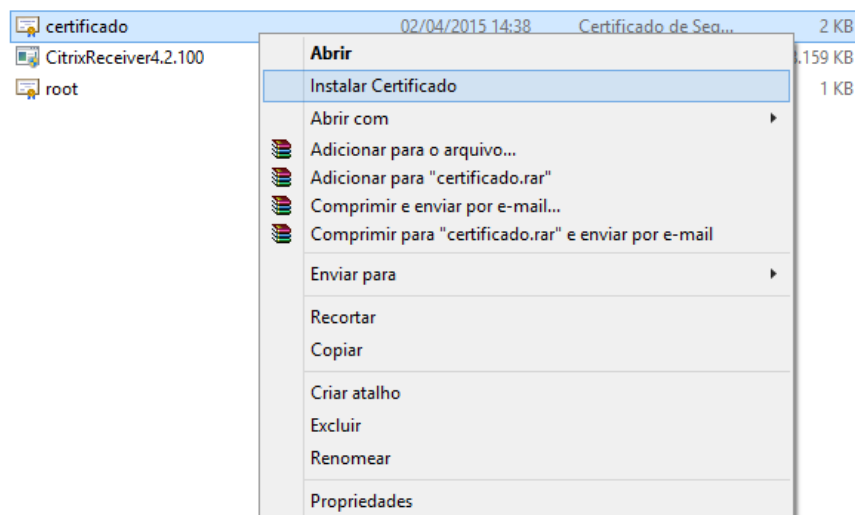 certificado 02/04/2015 14:38 Certificado de Seg... 2 KB
CitrixReceiver4.2.100 .159 KB
root 1 KB
Abrir
Instalar Certificado
Abrir com
Adicionar para o arquivo...
Adicionar para "certificado.rar"
Comprimir e enviar por e-mail...
Comprimir para "certificado.rar" e enviar por e-mail
Enviar para
Recortar
Copiar
Criar atalho
Excluir
Renomear
Propriedades